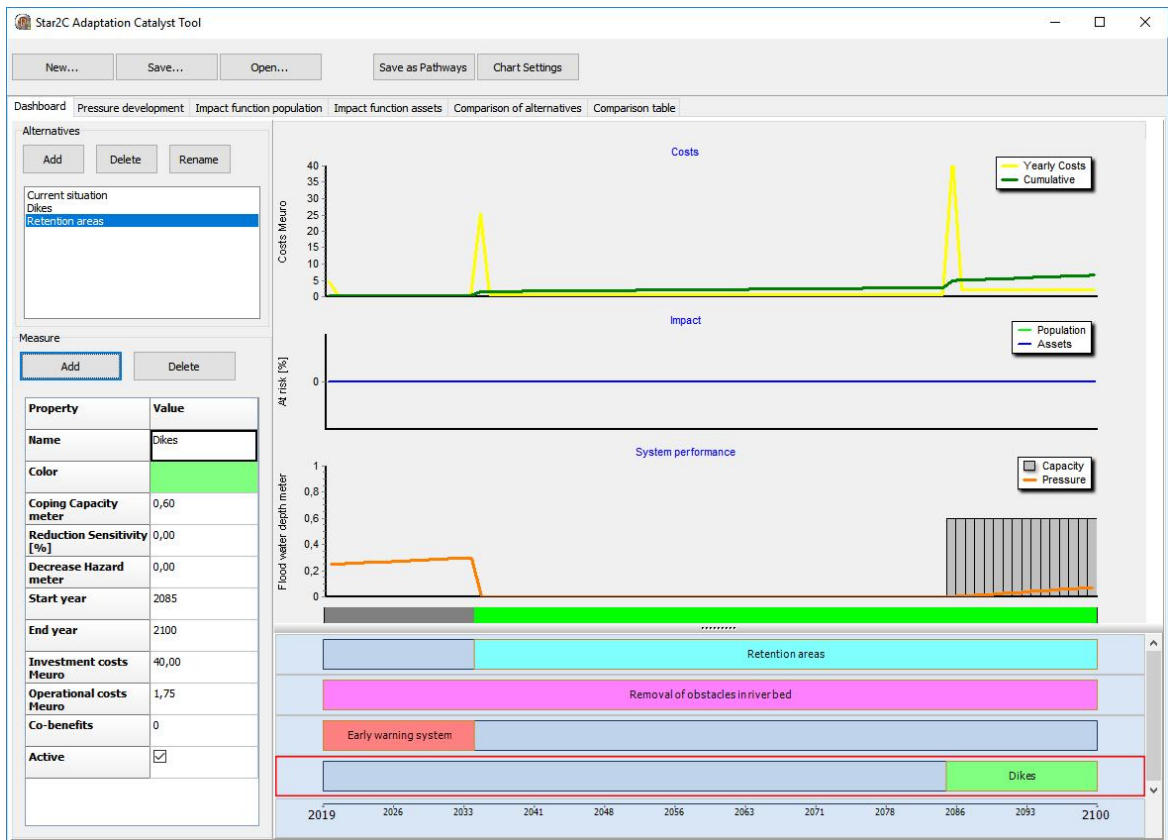 Star2C Adaptation Catalyst Tool
New...
Save...
Open...
Save as Pathways
Chart Settings
Dashboard
Pressure development
Impact function population
Impact function assets
Comparison of alternatives
Comparison table
Alternatives
Add
Delete
Rename
Current situation
Dikes
Retention areas
Measure
Add
Delete
Property
Value
Name
Dikes
Color
Coping Capacity
meter
0,60
Reduction Sensitivity
[%]
0,00
Decrease Hazard
meter
0,00
Start year
2085
End year
2100
Investment costs
Meuro
40,00
Operational costs
Meuro
1,75
Co-benefits
0
Active
Costs
Costs Meuro
40
35
30
25
20
15
10
5
0
Yearly Costs
Cumulative
Impact
At risk [%]
0
Population
Assets
System performance
Flood water depth meter
1
0,8
0,6
0,4
0,2
0
Capacity
Pressure
Retention areas
Removal of obstacles in river bed
Early warning system
Dikes
2019
2026
2033
2041
2048
2056
2063
2071
2078
2086
2093
2100